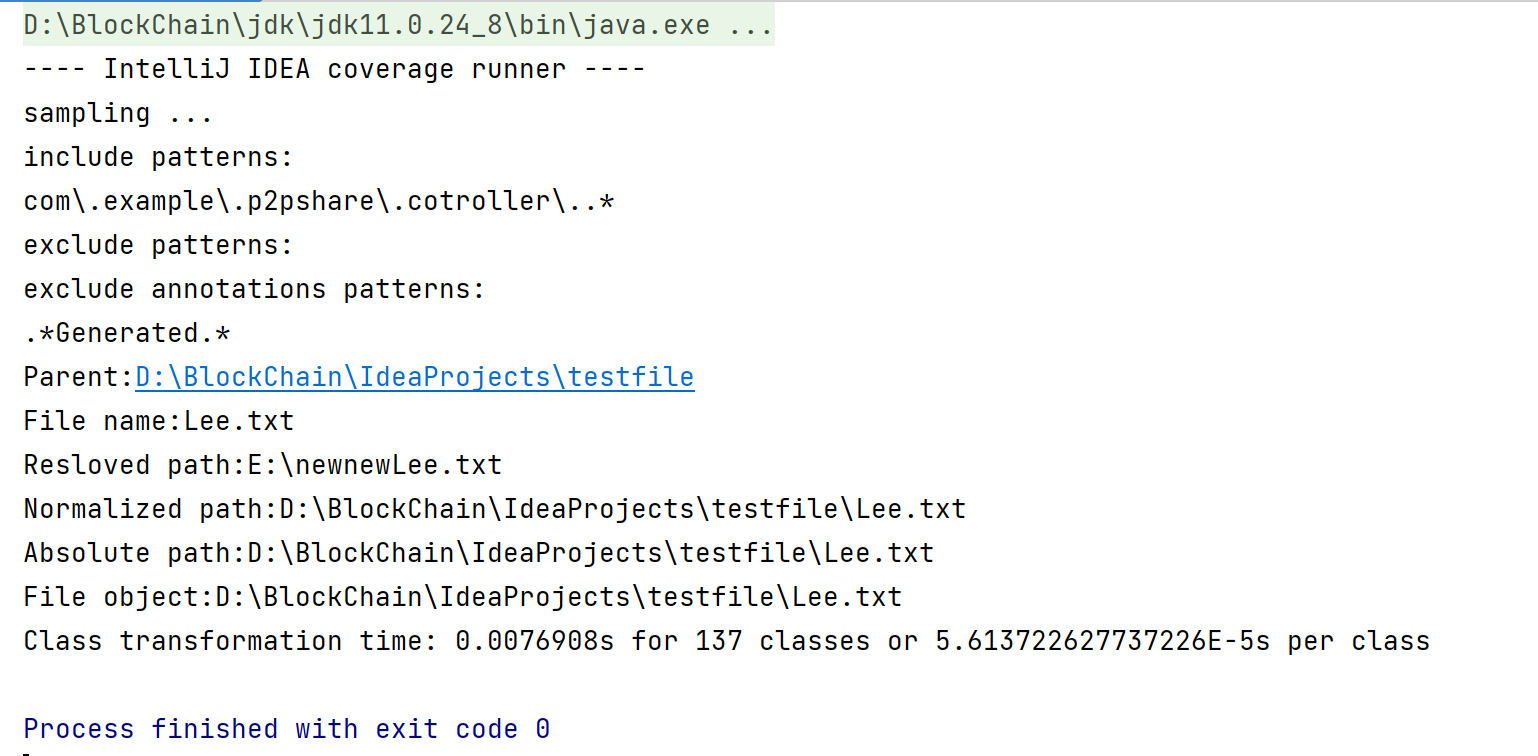 D:\BlockChain\jdk\jdk11.0.24_8\bin\java.exe ...
---- IntelliJ IDEA coverage runner ----
sampling ...
include patterns:
com\.example\.p2pshare\.cotroller\..*
exclude patterns:
exclude annotations patterns:
.*Generated.*
Parent:D:\BlockChain\IdeaProjects\testfile
File name:Lee.txt
Resloved path:E:\newnewLee.txt
Normalized path:D:\BlockChain\IdeaProjects\testfile\Lee.txt
Absolute path:D:\BlockChain\IdeaProjects\testfile\Lee.txt
File object:D:\BlockChain\IdeaProjects\testfile\Lee.txt
Class transformation time: 0.0076908s for 137 classes or 5.613722627737226E-5s per class
Process finished with exit code 0